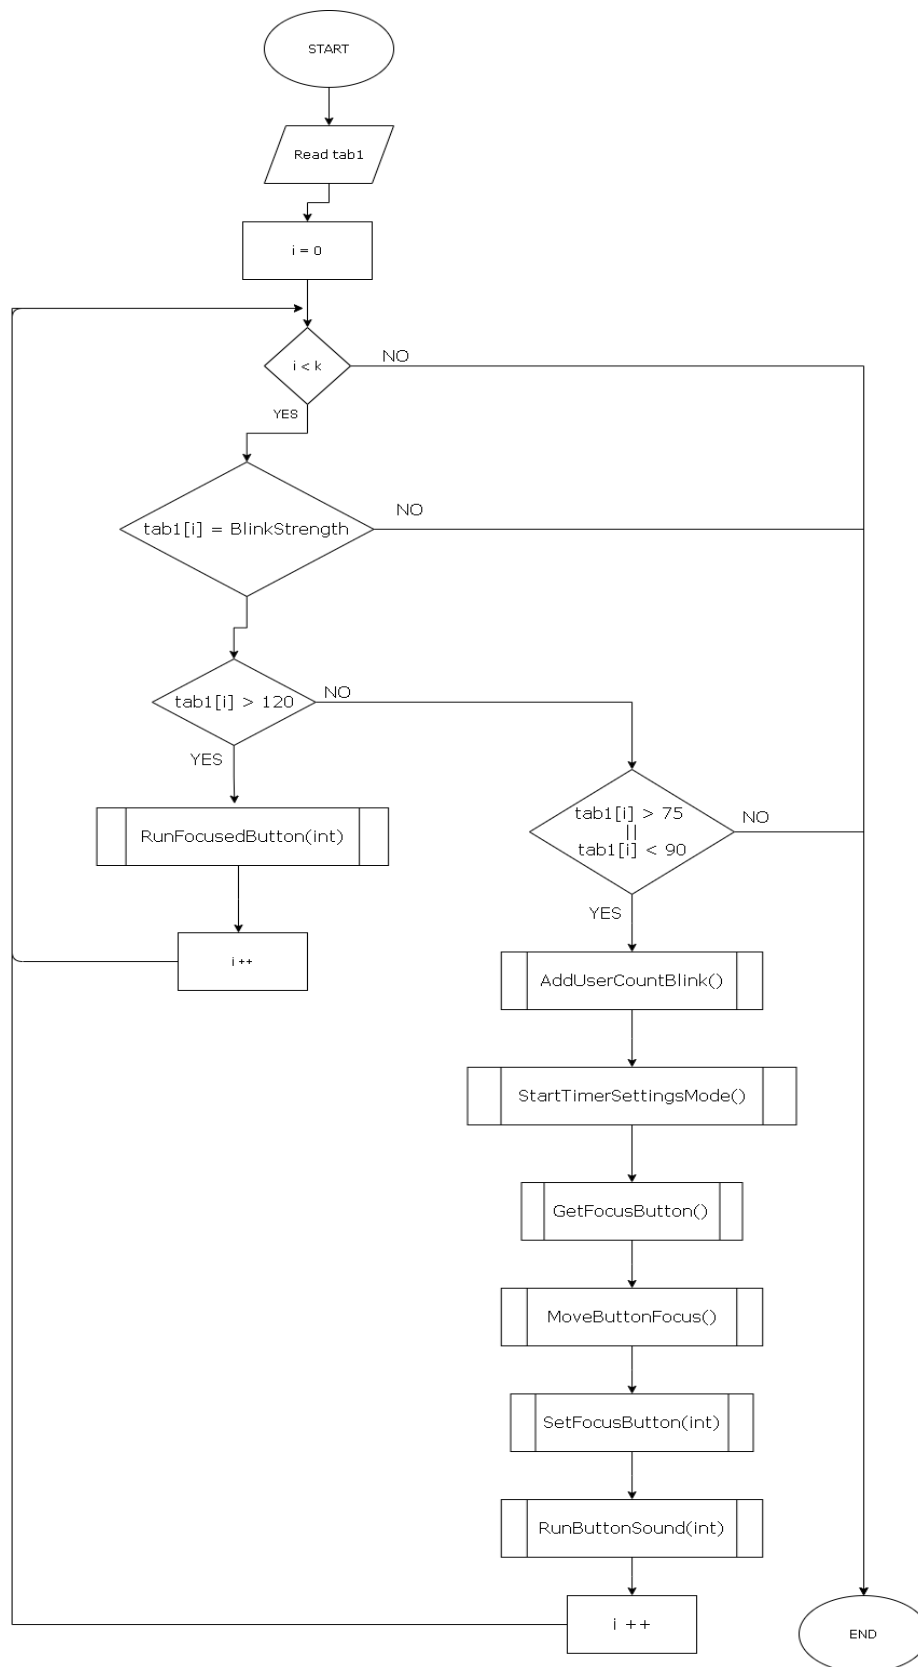 START
Read tab1
i = 0
i < k
NO
YES
tab1[i] = BlinkStrength
NO
tab1[i] > 120
NO
YES
tab1[i] > 75
||
tab1[i] < 90
NO
RunFocusedButton(int)
YES
i ++
AddUserCountBlink()
StartTimerSettingsMode()
GetFocusButton()
MoveButtonFocus()
SetFocusButton(int)
RunButtonSound(int)
i ++
END